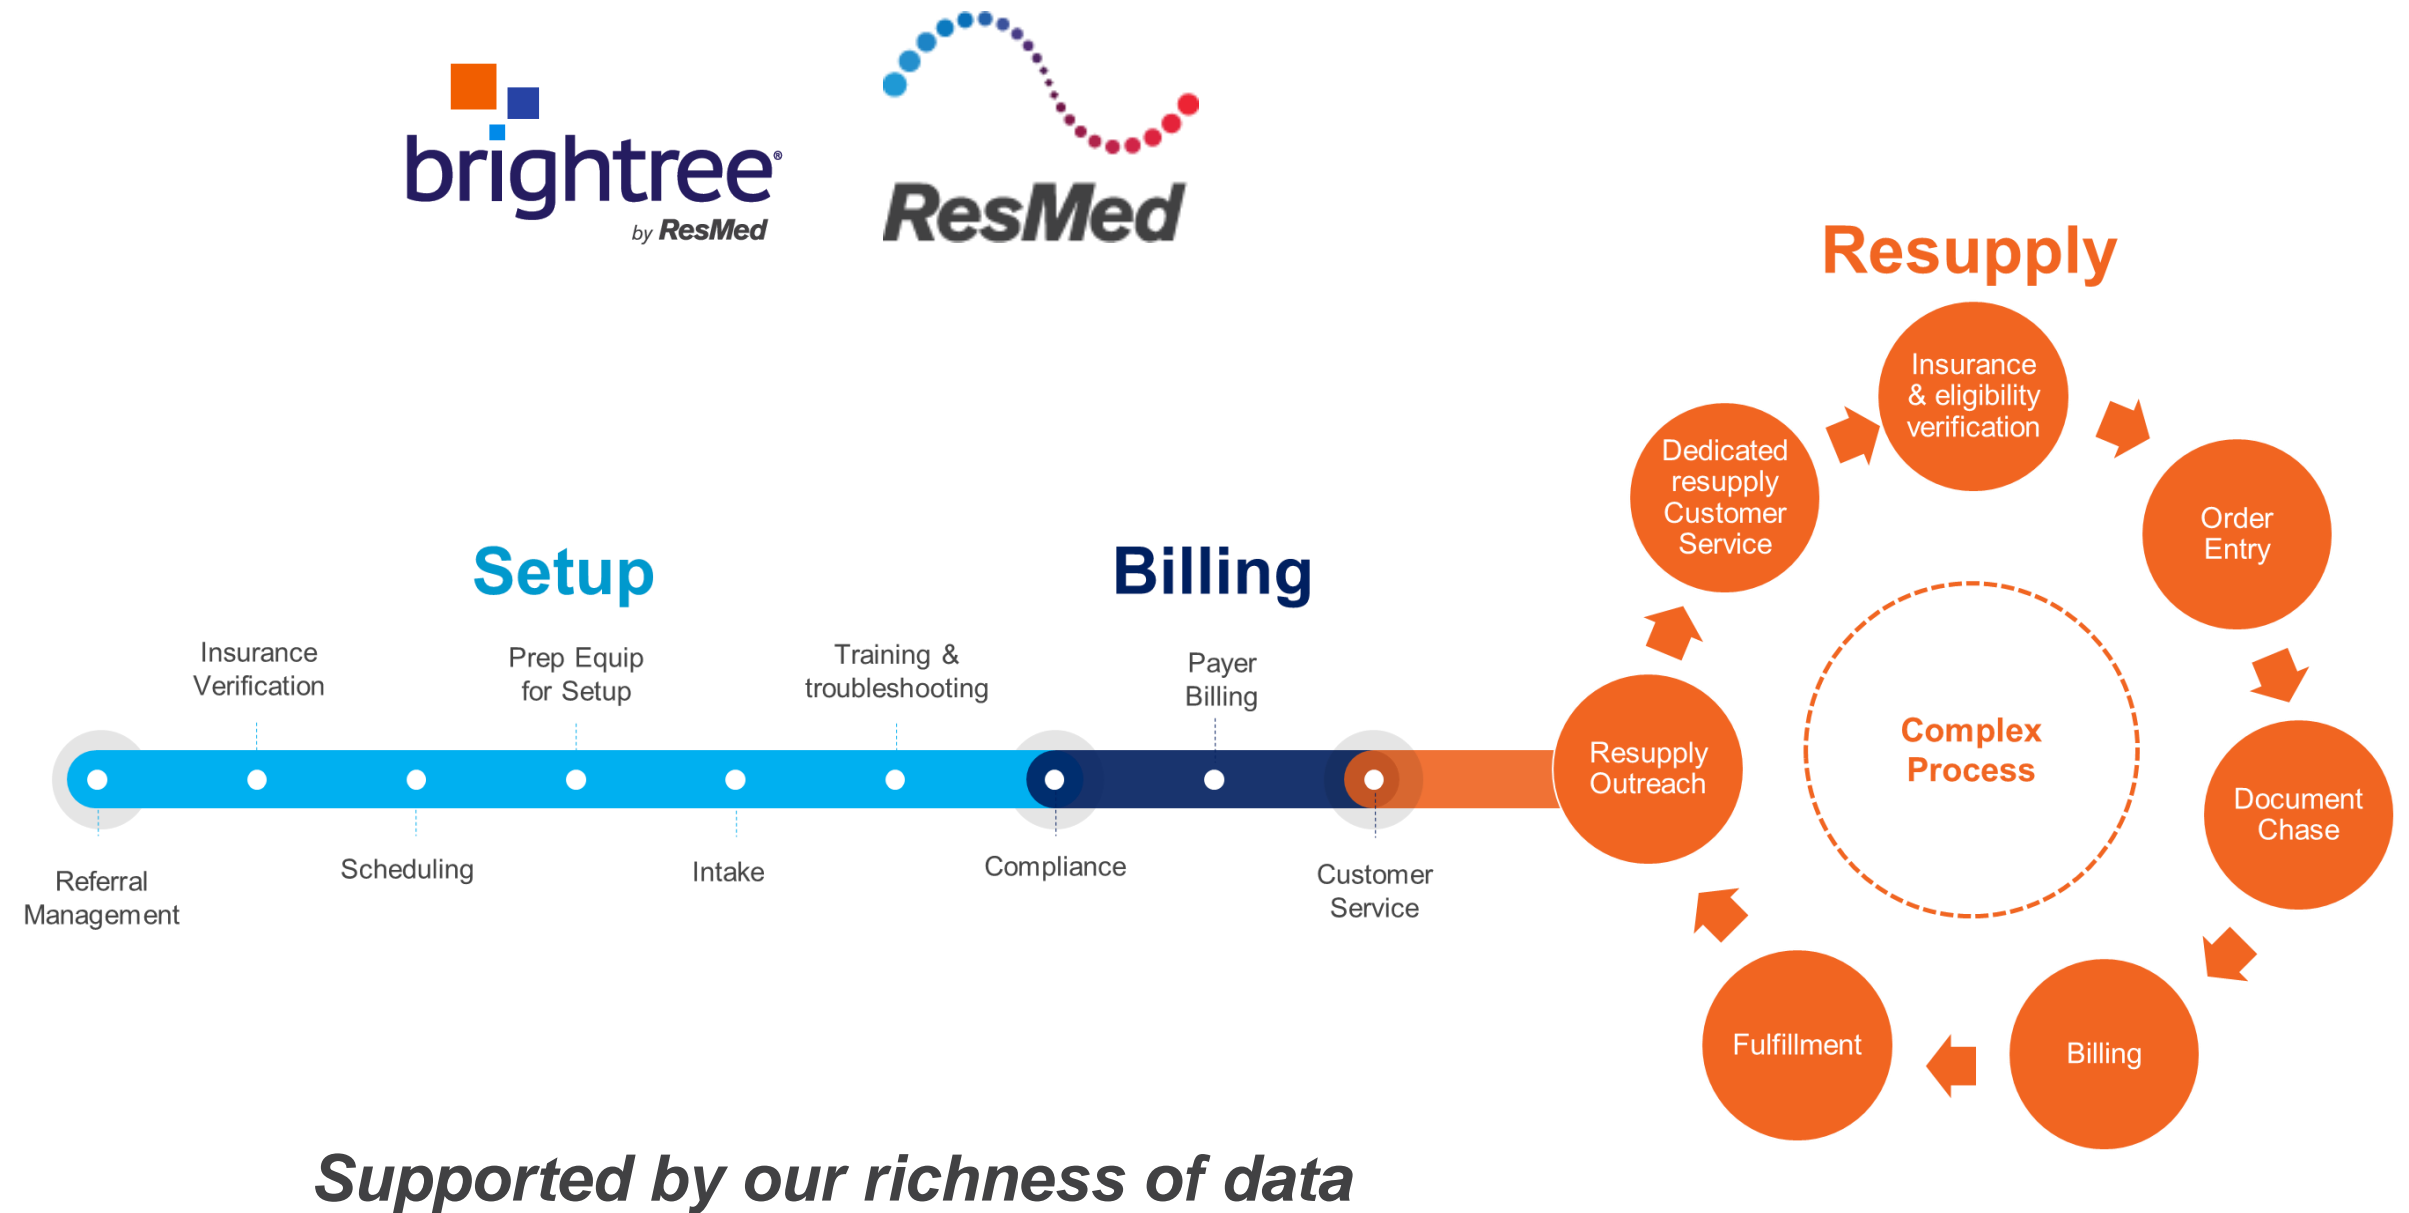 brightree®
by ResMed
ResMed
Resupply
Insurance
& eligibility
verification
Dedicated
resupply
Customer
Service
Order
Entry
Setup
Billing
Insurance
Verification
Prep Equip
for Setup
Training &
troubleshooting
Payer
Billing
Resupply
Outreach
Complex
Process
Document
Chase
Referral
Management
Scheduling
Intake
Compliance
Customer
Service
Fulfillment
Billing
Supported by our richness of data